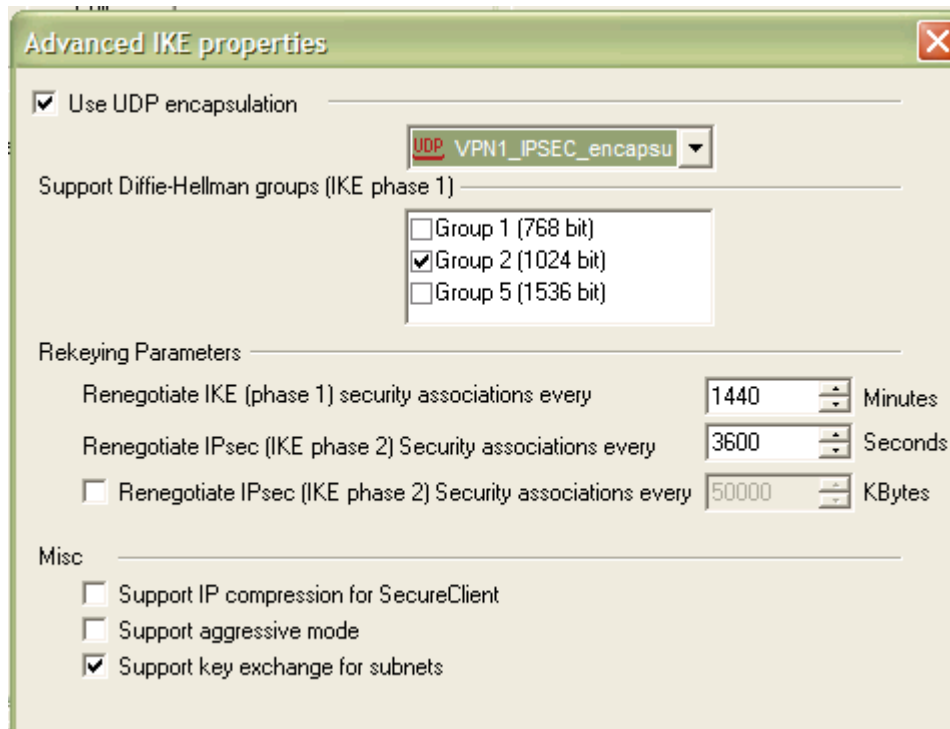 Advanced IKE properties
Use UDP encapsulation
UDP VPN1_IPSEC_encapsu
Support Diffie-Hellman groups (IKE phase 1)
Group 1 (768 bit)
Group 2 (1024 bit)
Group 5 (1536 bit)
Rekeying Parameters
Renegotiate IKE (phase 1) security associations every 1440 Minutes
Renegotiate IPsec (IKE phase 2) Security associations every 3600 Seconds
Renegotiate IPsec (IKE phase 2) Security associations every 50000 KBytes
Misc
Support IP compression for SecureClient
Support aggressive mode
Support key exchange for subnets